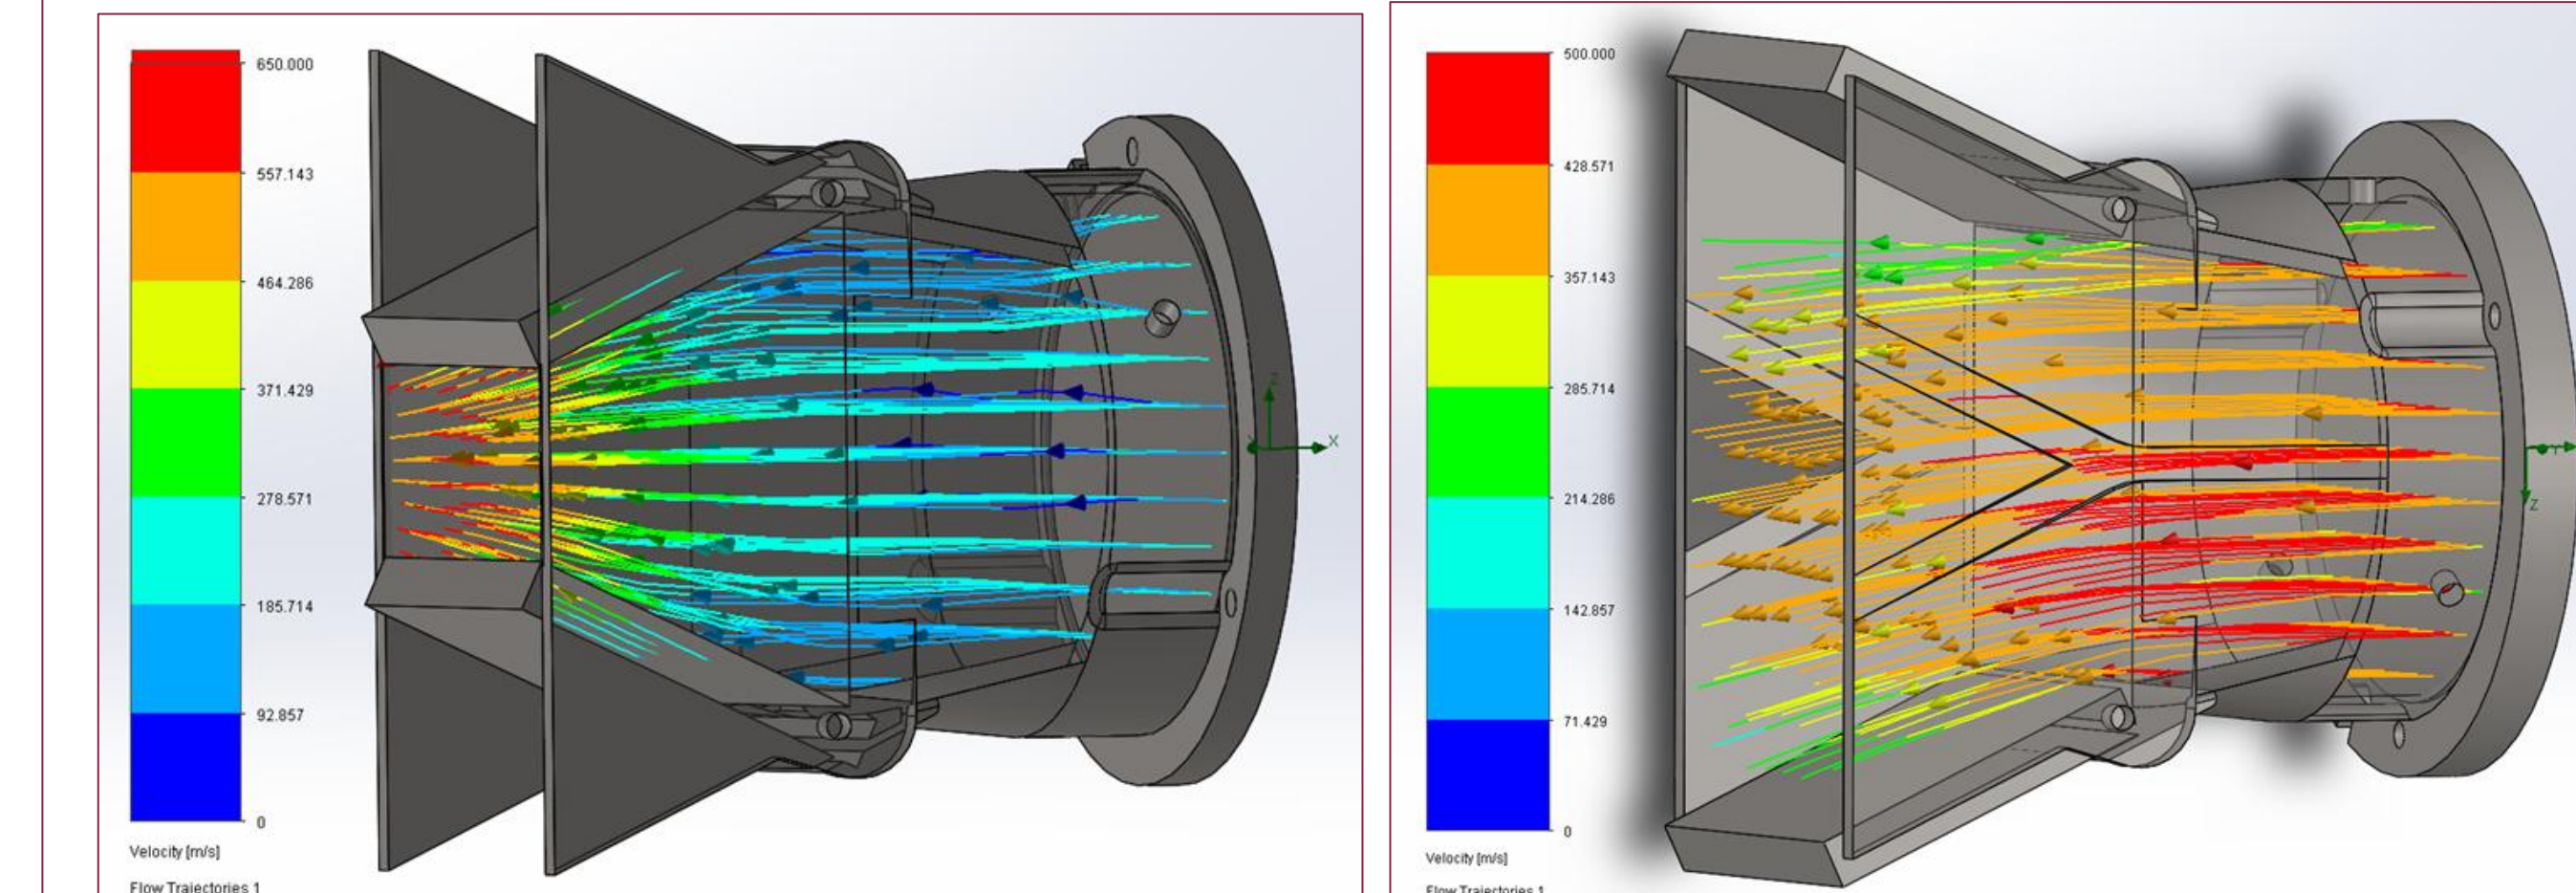 650.000
557.143
464.286
371.429
278.571
185.714
92.857
0
Velocity [m/s]
Flow Trajectories 1
Z
X
500.000
428.571
357.143
285.714
214.286
142.857
71.429
0
Velocity [m/s]
Flow Trajectories 1
Y
Z